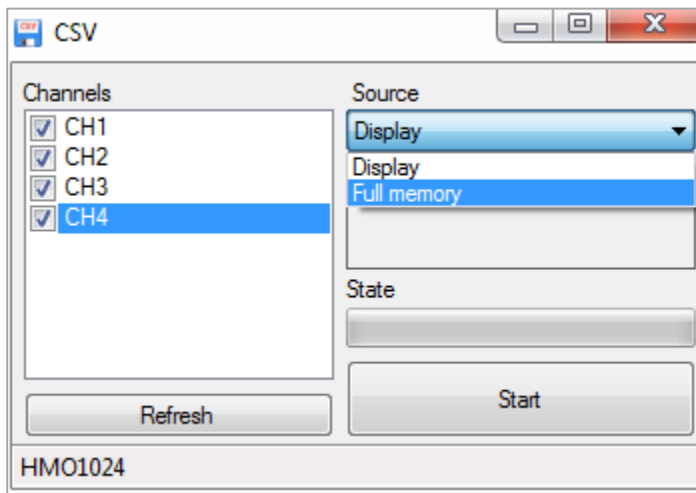 CSV
Channels
CH1
CH2
CH3
CH4
Refresh
Source
Display
Display
Full memory
State
Start
HMO1024